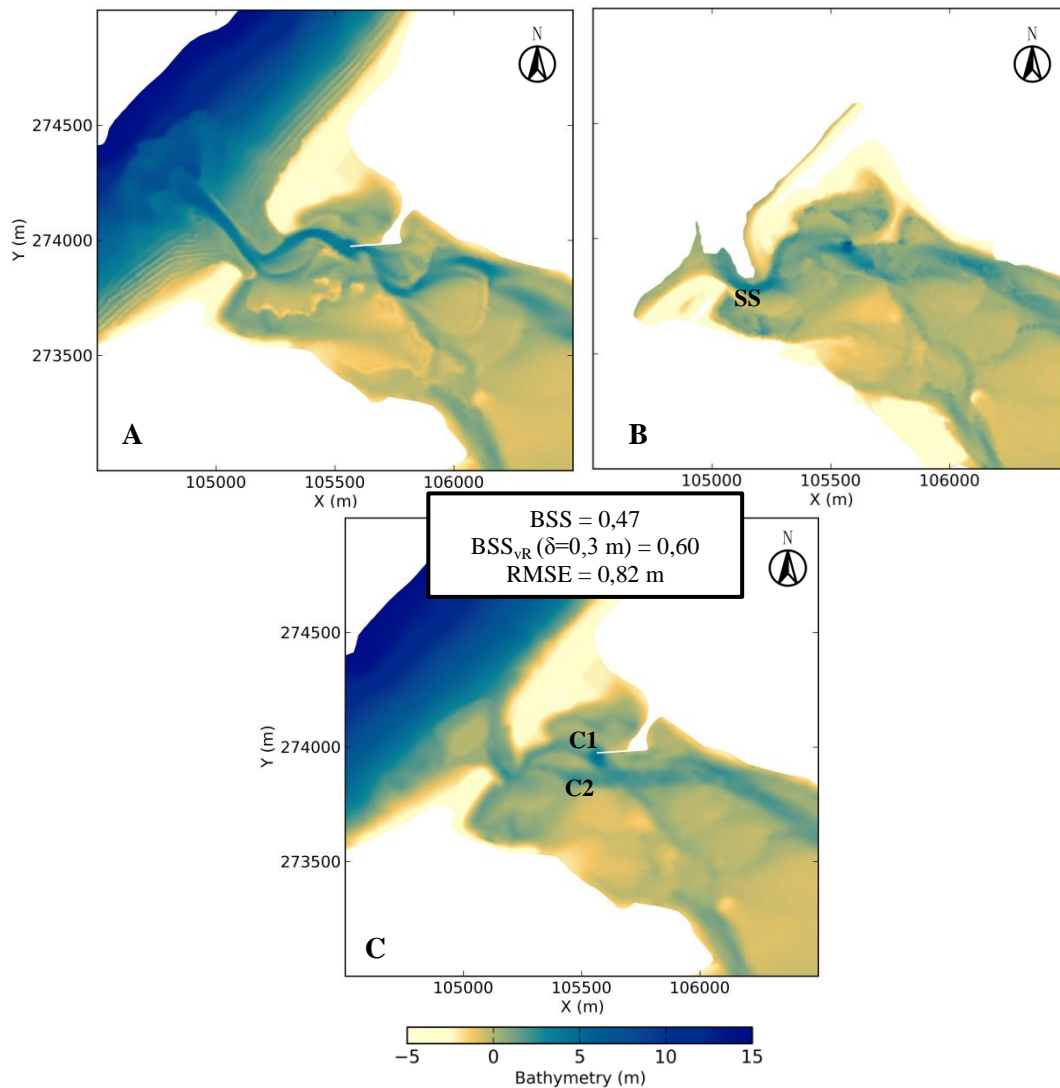 N
N
274500
274000
273500
Y (m)
A
SS
B
105000 105500 106000
X (m)
105000 105500 106000
X (m)
BSS = 0,47
BSSvR (δ=0,3 m) = 0,60
RMSE = 0,82 m
N
274500
274000
273500
Y (m)
C1
C2
C
105000 105500 106000
X (m)
−5 0 5 10 15
Bathymetry (m)